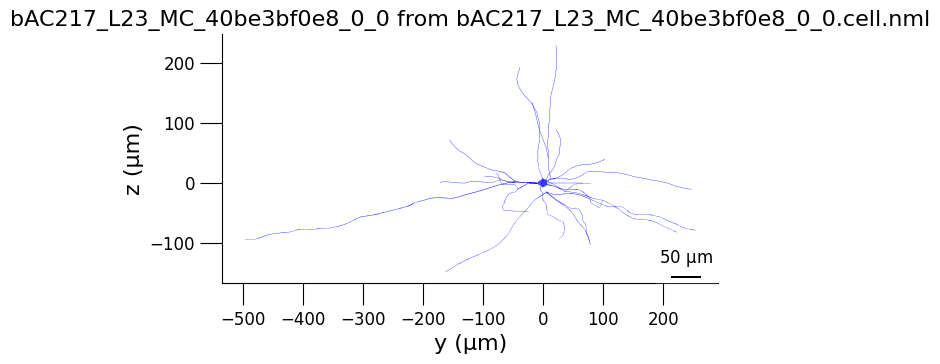 bAC217_L23_MC_40be3bf0e8_0_0 from bAC217_L23_MC_40be3bf0e8_0_0.cell.nml
200
100
0
−100
z (μm)
50 μm
−500 −400 −300 −200 −100 0 100 200
y (μm)